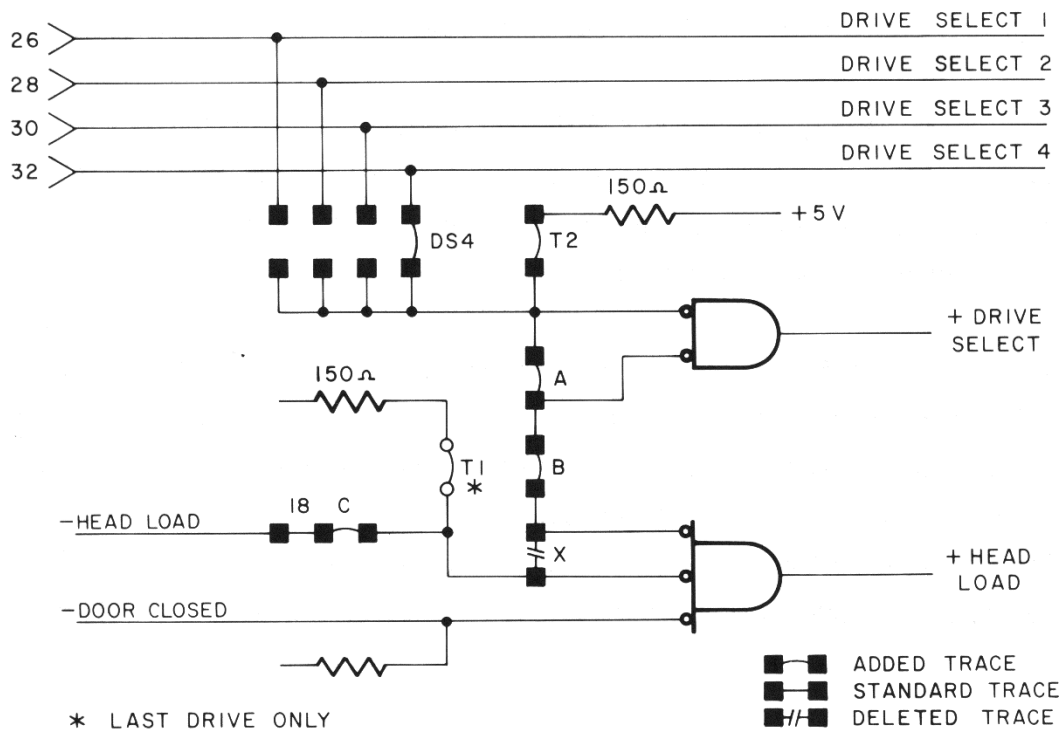 DRIVE SELECT 1
26
DRIVE SELECT 2
28
DRIVE SELECT 3
30
DRIVE SELECT 4
32
150Ω
+5V
DS4
T2
+ DRIVE
SELECT
150Ω
A
T1
*
B
18 C
-HEAD LOAD
X
+ HEAD
LOAD
-DOOR CLOSED
ADDED TRACE
STANDARD TRACE
DELETED TRACE
* LAST DRIVE ONLY